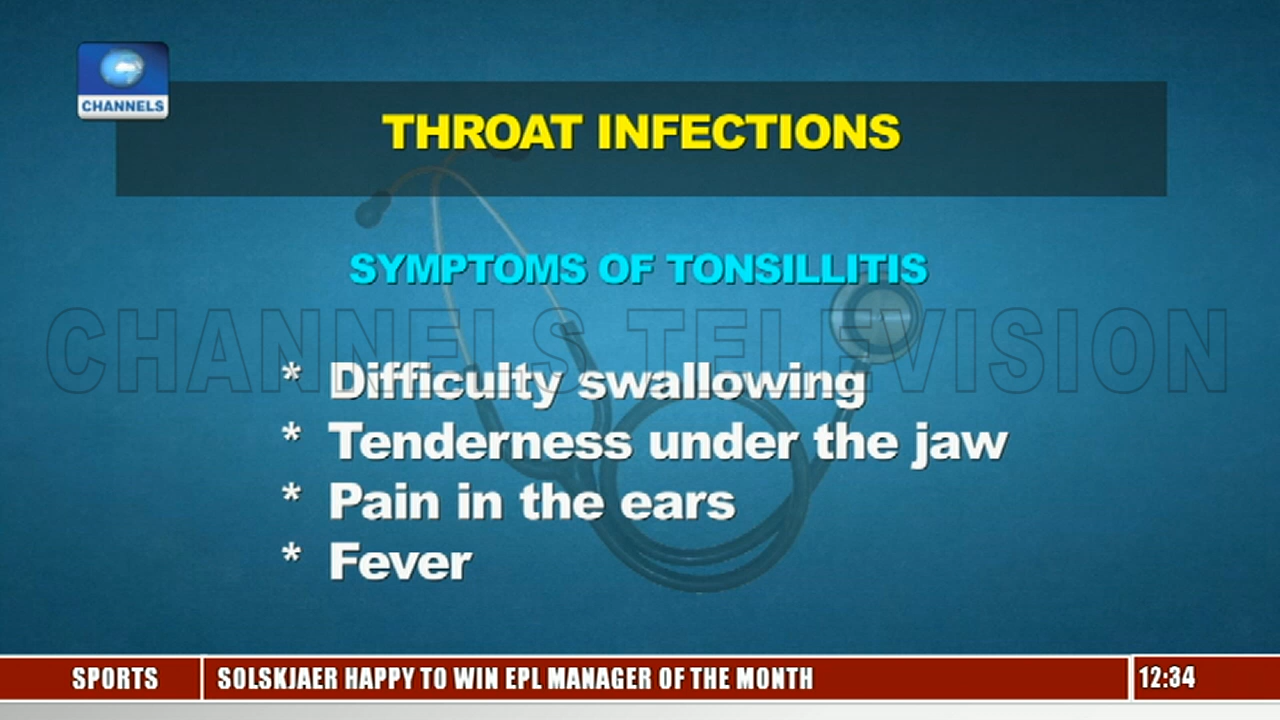 CHANNELS
THROAT INFECTIONS
SYMPTOMS OF TONSILLITIS
CHANNELS TELEVISION
* Difficulty swallowing
* Tenderness under the jaw
* Pain in the ears
* Fever
SPORTS
SOLSKJAER HAPPY TO WIN EPL MANAGER OF THE MONTH
12:34